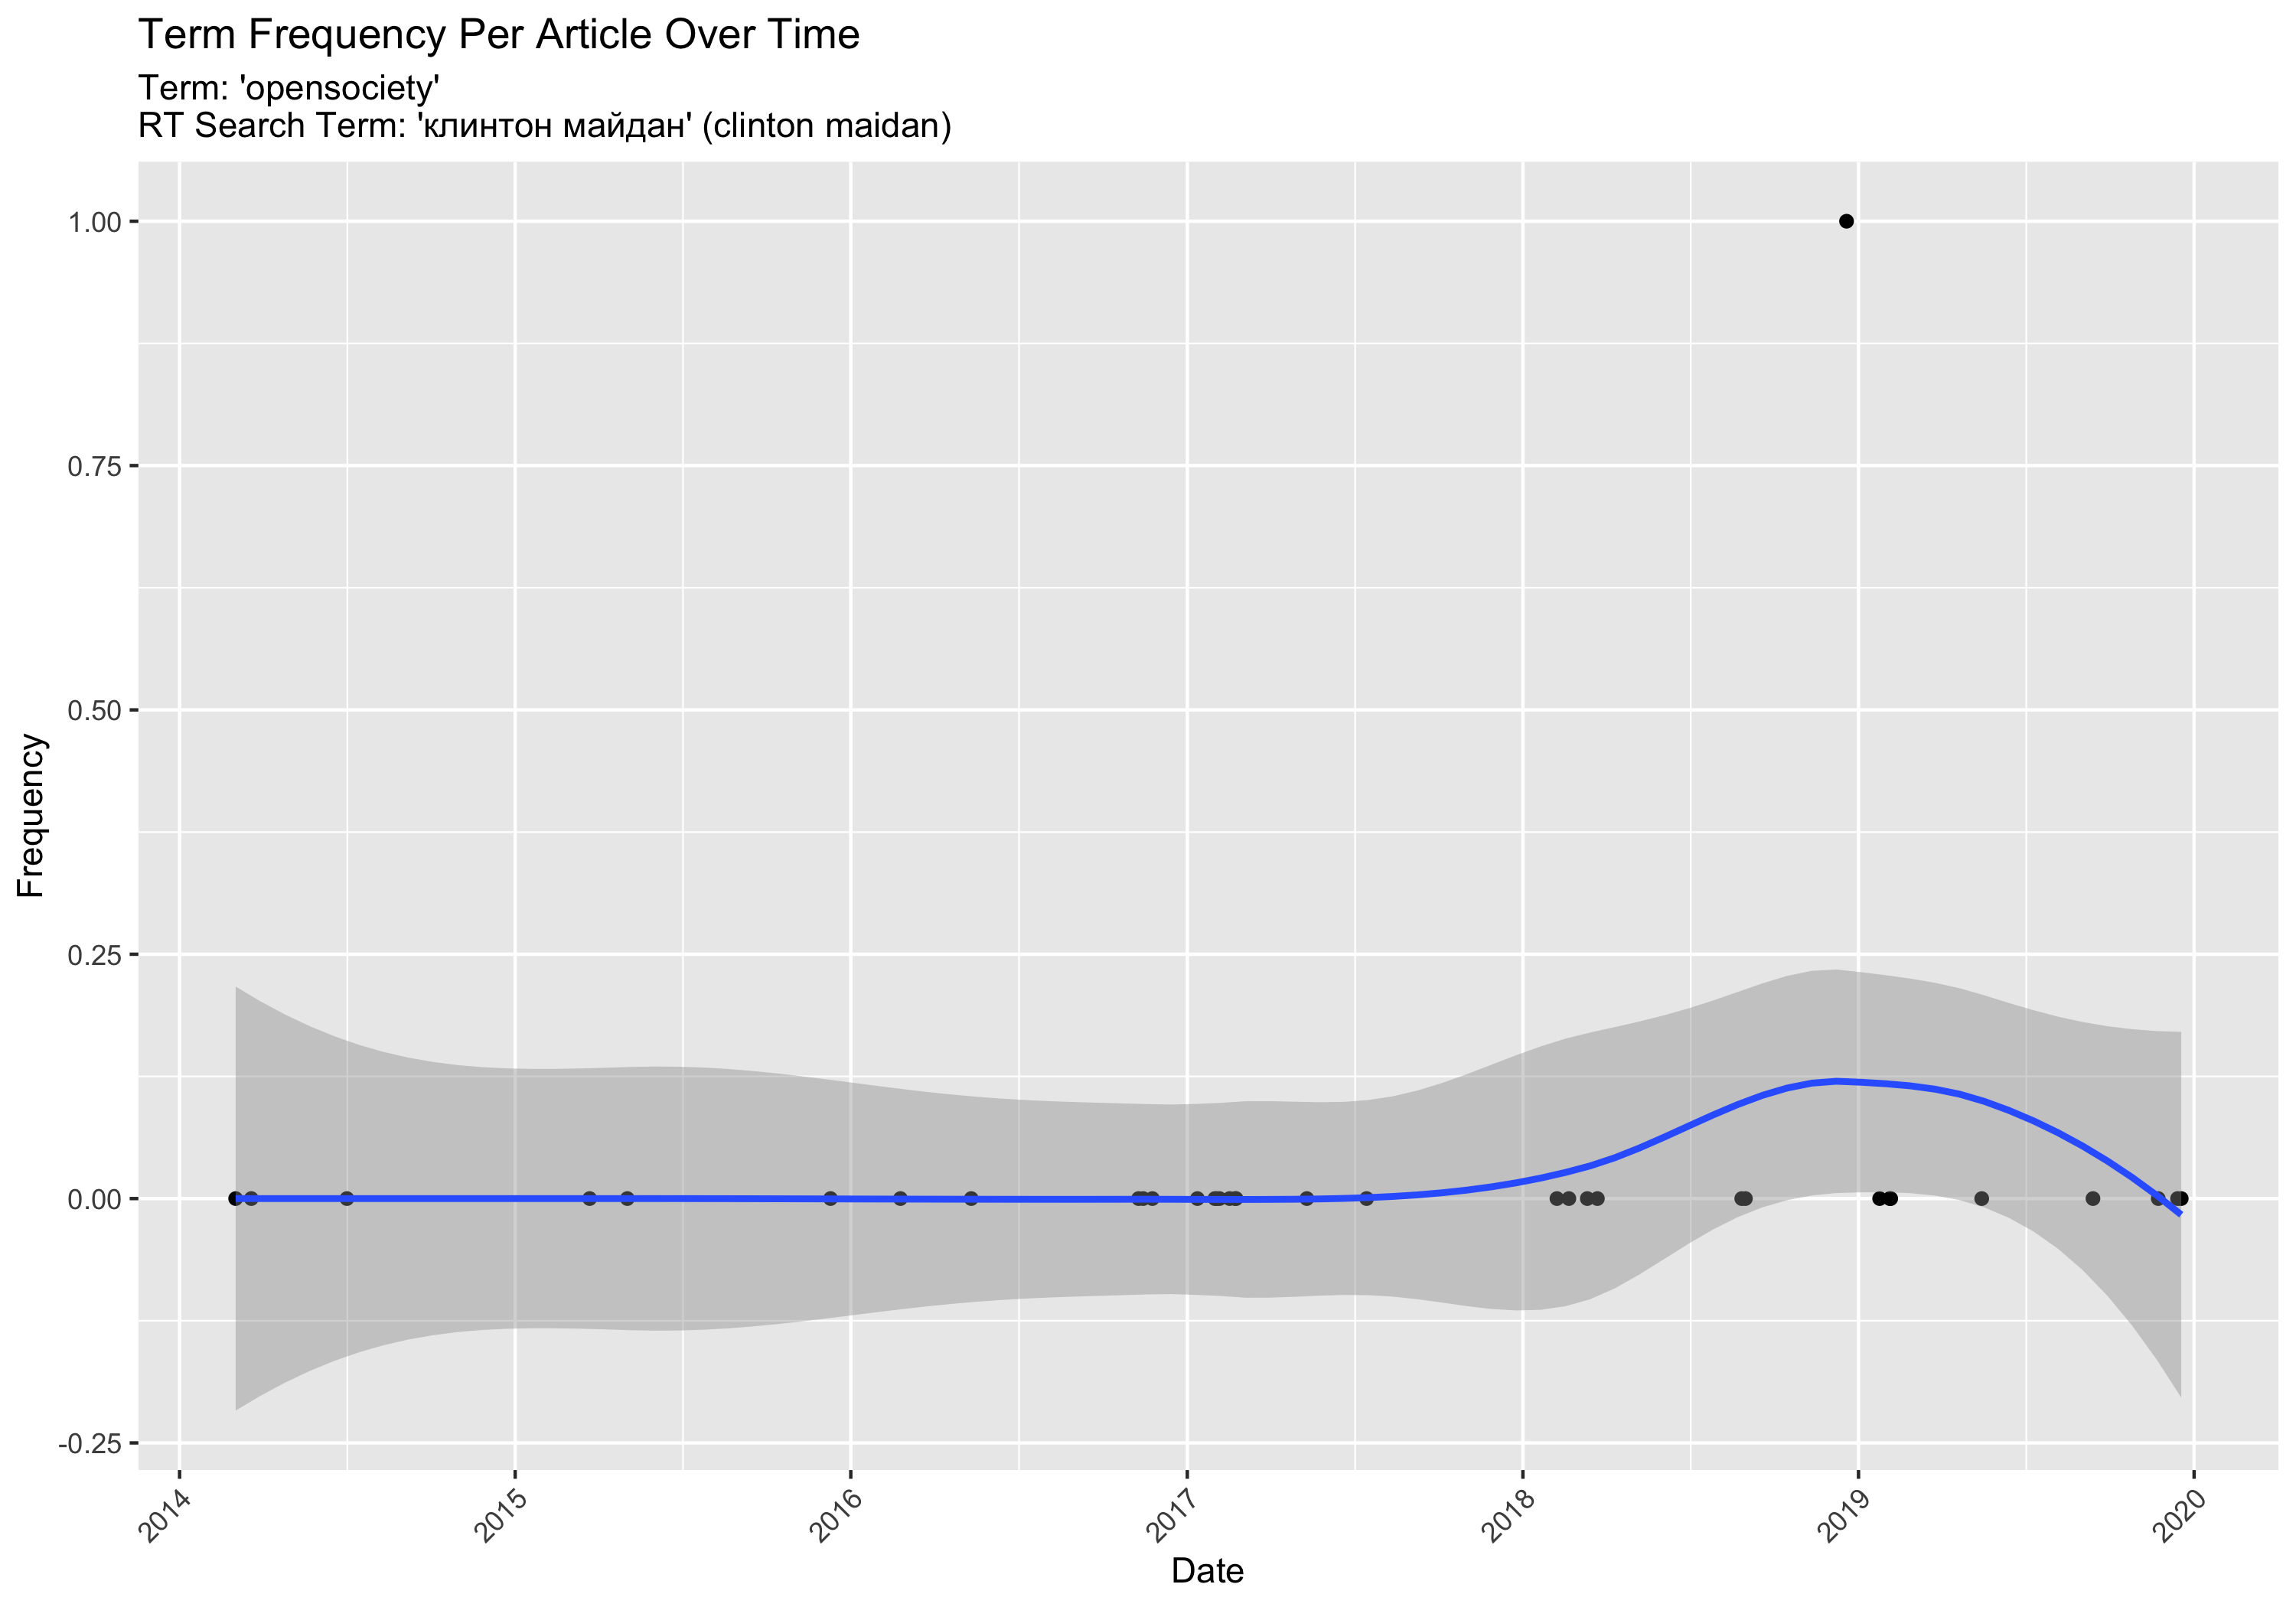 Term Frequency Per Article Over Time
Term: 'opensociety'
RT Search Term: 'клинтон майдан' (clinton maidan)
1.00
0.75
0.50
0.25
0.00
-0.25
Frequency
2014
2015
2016
2017
2018
2019
2020
Date